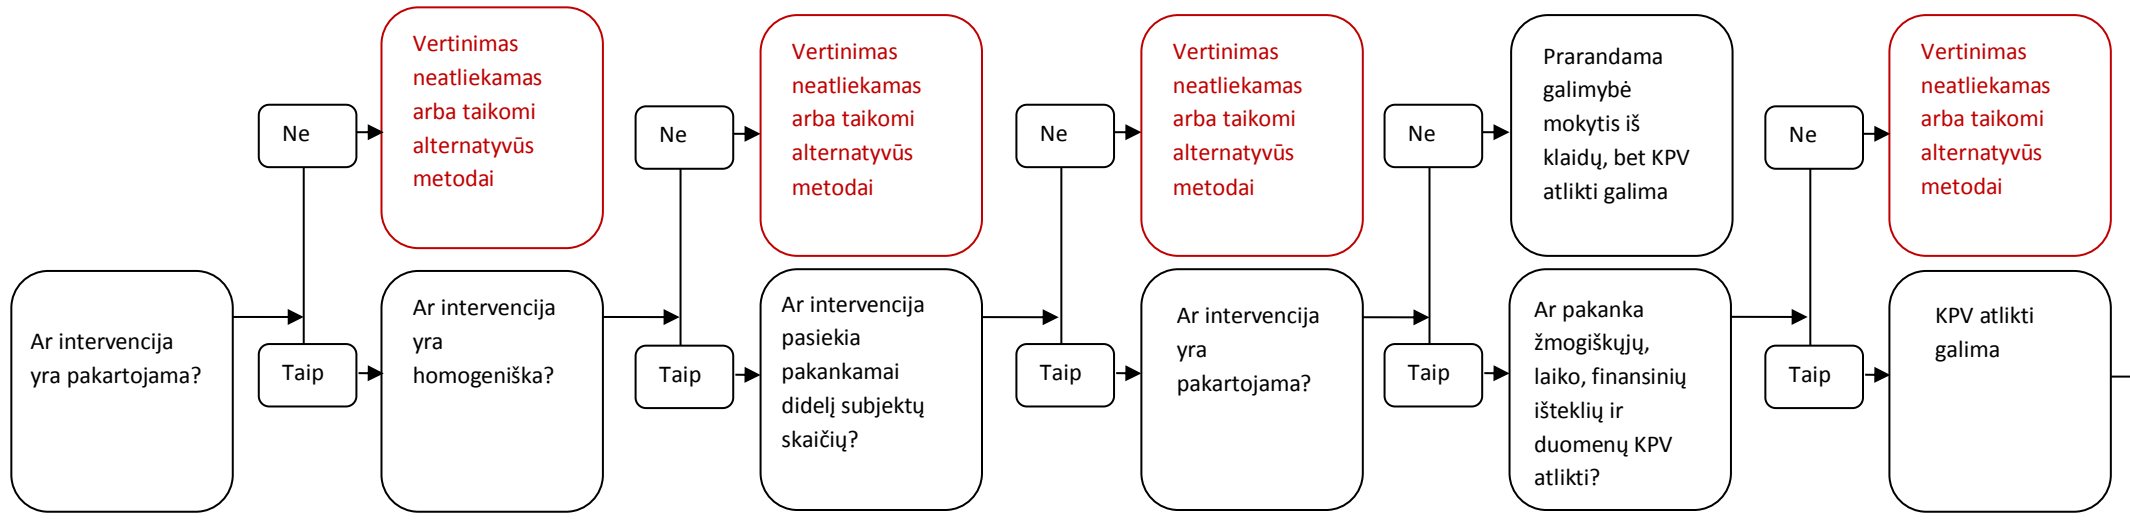 Ar intervencija
yra pakartojama?
Ne
Vertinimas
neatliekamas
arba taikomi
alternatyvūs
metodai
Taip
Ar intervencija
yra
homogeniška?
Ne
Vertinimas
neatliekamas
arba taikomi
alternatyvūs
metodai
Taip
Ar intervencija
pasiekia
pakankamai
didelį subjektų
skaičių?
Ne
Vertinimas
neatliekamas
arba taikomi
alternatyvūs
metodai
Taip
Ar intervencija
yra
pakartojama?
Ne
Prarandama
galimybė
mokytis iš
klaidų, bet KPV
atlikti galima
Taip
Ar pakanka
žmogiškųjų,
laiko, finansinių
išteklių ir
duomenų KPV
atlikti?
Ne
Vertinimas
neatliekamas
arba taikomi
alternatyvūs
metodai
Taip
KPV atlikti
galima